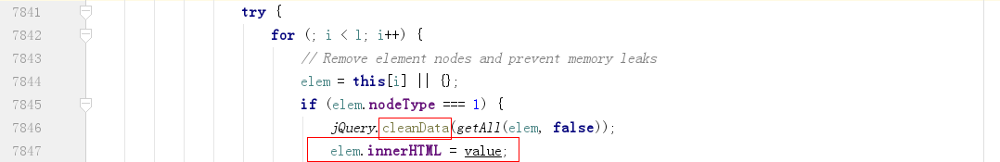 7841 try {
7842 for (; i < l; i++) {
7843 // Remove element nodes and prevent memory leaks
7844 elem = this[i] || {};
7845 if (elem.nodeType === 1) {
7846 jQuery.cleanData(getAll(elem, false));
7847 elem.innerHTML = value;